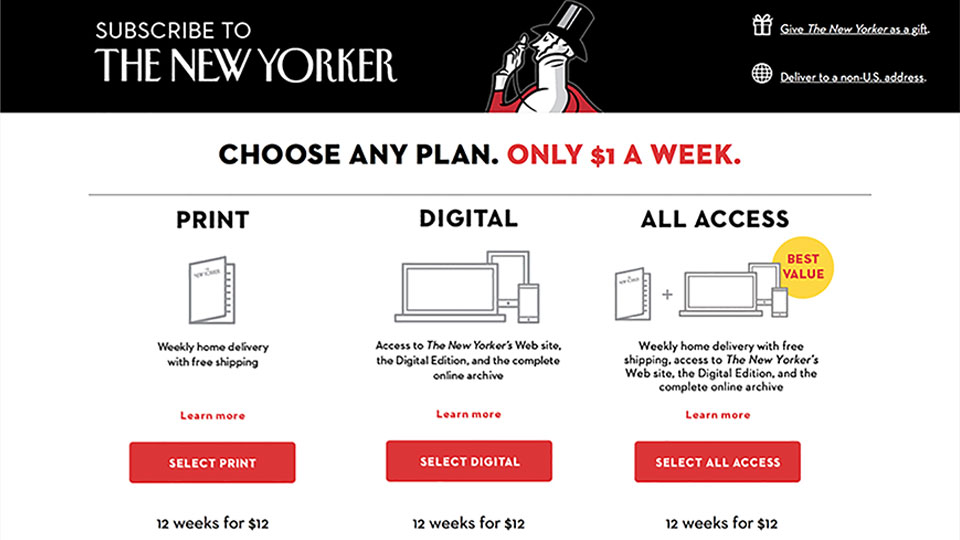 SUBSCRIBE TO
THE NEW YORKER
Give The New Yorker as a gift.
Deliver to a non-U.S. address.
CHOOSE ANY PLAN. ONLY $1 A WEEK.
PRINT
Weekly home delivery
with free shipping
Learn more
SELECT PRINT
12 weeks for $12
DIGITAL
Access to The New Yorker's Web site,
the Digital Edition, and the complete
online archive
Learn more
SELECT DIGITAL
12 weeks for $12
ALL ACCESS
BEST
VALUE
+
Weekly home delivery with free
shipping, access to The New Yorker's
Web site, the Digital Edition, and the
complete online archive
Learn more
SELECT ALL ACCESS
12 weeks for $12